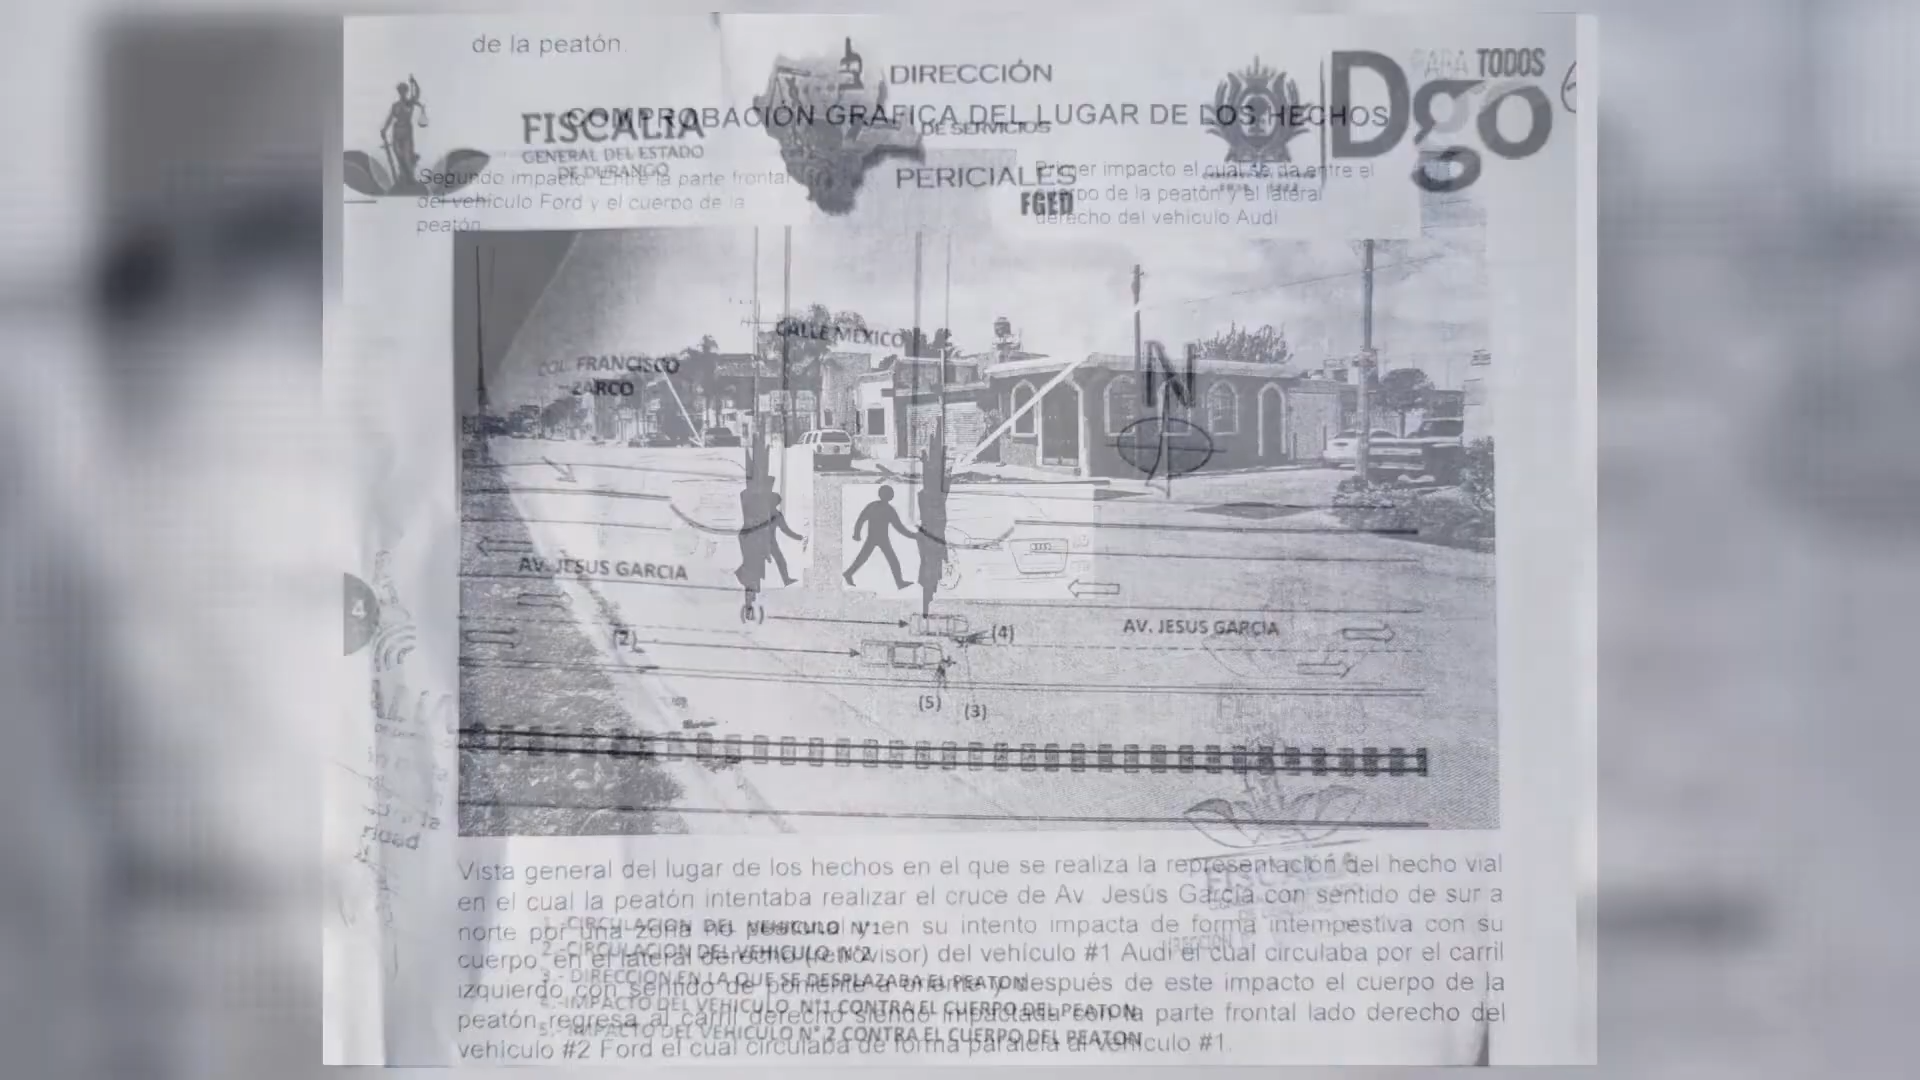 de la peatón.
DIRECCIÓN
PARA TODOS
Dgo
COMPROBACIÓN GRAFICA DEL LUGAR DE LOS HECHOS
FISCALIA
DE SERVICIOS
GENERAL DEL ESTADO
DE DURANGO
PERICIALES
FGED
Segundo impacto Entre la parte frontal
del vehículo Ford y el cuerpo de la
peatón
Primer impacto el cual se da entre el
cuerpo de la peatón y el lateral
derecho del vehículo Audi
CALLE MEXICO
COL. FRANCISCO
ZARCO
N
AV. JESUS GARCIA
4
(1)
(2)
(4)
AV. JESUS GARCIA
(5)
(3)
Vista general del lugar de los hechos en el que se realiza la representación del hecho vial
en el cual la peatón intentaba realizar el cruce de Av. Jesús García con sentido de sur a
norte por una zona no peatonal y en su intento impacta de forma intempestiva con su
cuerpo en el lateral derecho (retrovisor) del vehículo #1 Audi el cual circulaba por el carril
izquierdo con sentido de poniente a oriente y después de este impacto el cuerpo de la
peatón regresa al carril derecho siendo impactada con la parte frontal lado derecho del
vehículo #2 Ford el cual circulaba de forma paralela al vehículo #1.
1.-CIRCULACION DEL VEHICULO N°1
2.-CIRCULACION DEL VEHICULO N°2
3.- DIRECCION EN LA QUE SE DESPLAZABA EL PEATON
4.-IMPACTO DEL VEHICULO N°1 CONTRA EL CUERPO DEL PEATON
5.- IMPACTO DEL VEHICULO N° 2 CONTRA EL CUERPO DEL PEATON